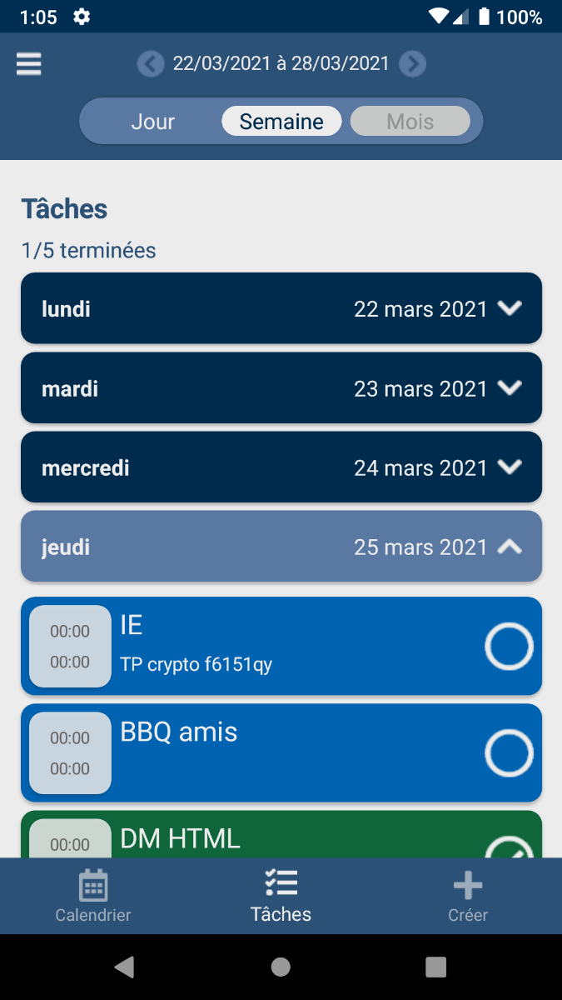 1:05 100%
22/03/2021 à 28/03/2021
Jour Semaine Mois
Tâches
1/5 terminées
lundi 22 mars 2021
mardi 23 mars 2021
mercredi 24 mars 2021
jeudi 25 mars 2021
00:00 IE
00:00 TP crypto f6151qy
00:00 BBQ amis
00:00
00:00 DM HTML
Calendrier Tâches Créer